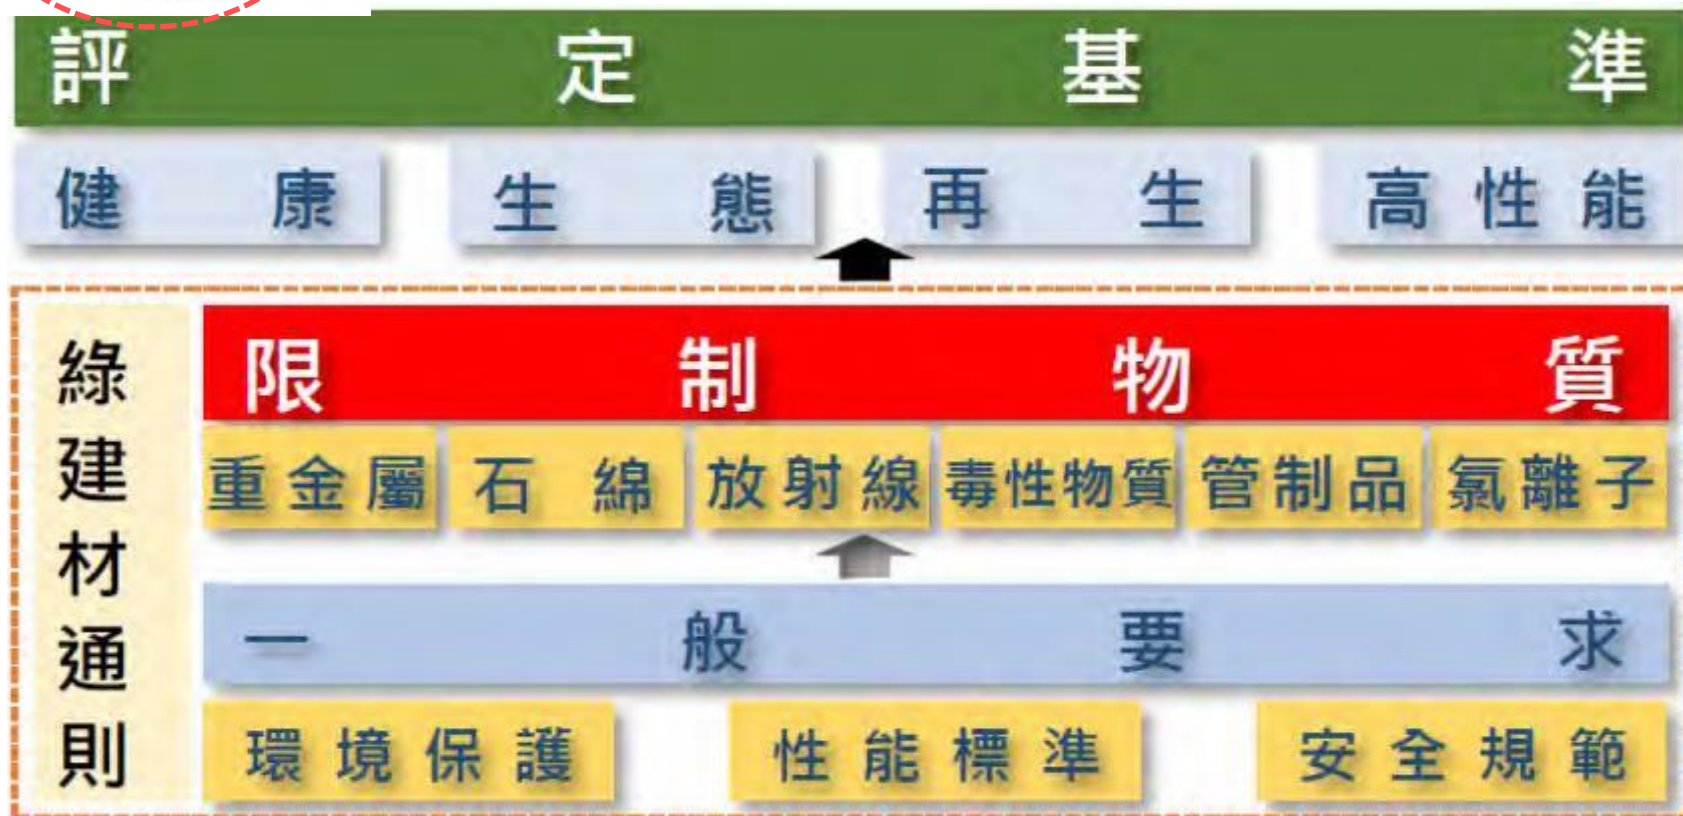 評定基準
健康 生態 再生 高性能
綠建材通則
限制物質
重金屬 石綿 放射線 毒性物質 管制品 氯離子
一般要求
環境保護 性能標準 安全規範